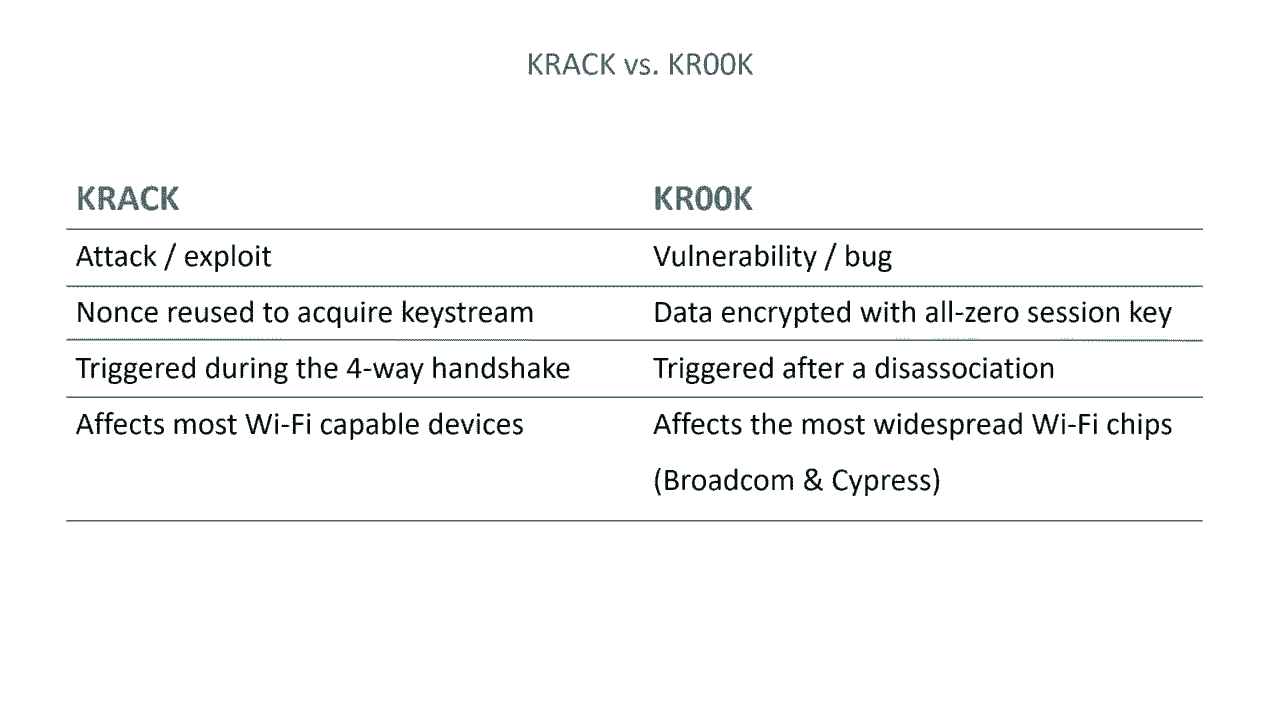 KRACK vs. KR00K
KRACK KR00K
Attack / exploit Vulnerability / bug
Nonce reused to acquire keystream Data encrypted with all-zero session key
Triggered during the 4-way handshake Triggered after a disassociation
Affects most Wi-Fi capable devices Affects the most widespread Wi-Fi chips
(Broadcom & Cypress)